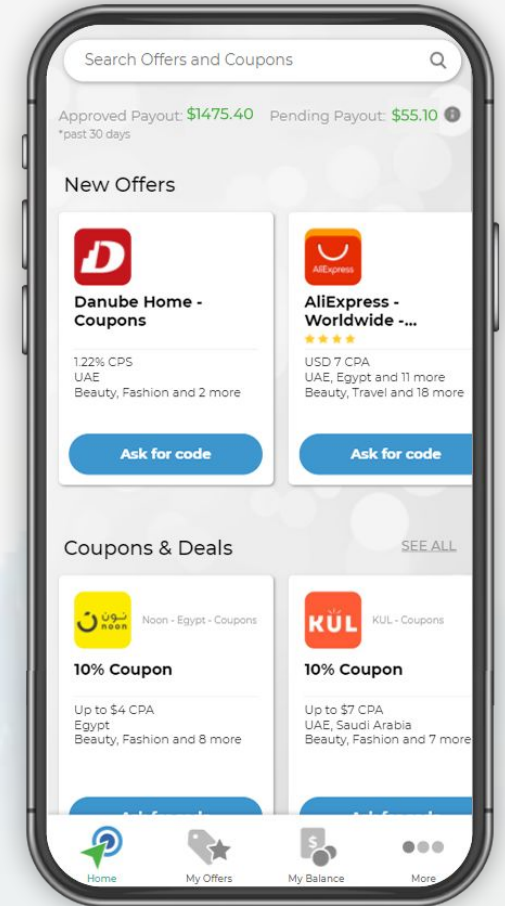 Search Offers and Coupons
Approved Payout: $1475.40 Pending Payout: $55.10
*past 30 days
New Offers
AliExpress
Danube Home -
Coupons
AliExpress -
Worldwide -...
1.22% CPS
UAE
Beauty, Fashion and 2 more
USD 7 CPA
UAE, Egypt and 11 more
Beauty, Travel and 18 more
Ask for code
Ask for code
Coupons & Deals
SEE ALL
نون
noon
Noon - Egypt - Coupons
KÜL
KUL - Coupons
10% Coupon
10% Coupon
Up to $4 CPA
Egypt
Beauty, Fashion and 8 more
Up to $7 CPA
UAE, Saudi Arabia
Beauty, Fashion and 7 more
Home
My Offers
My Balance
More